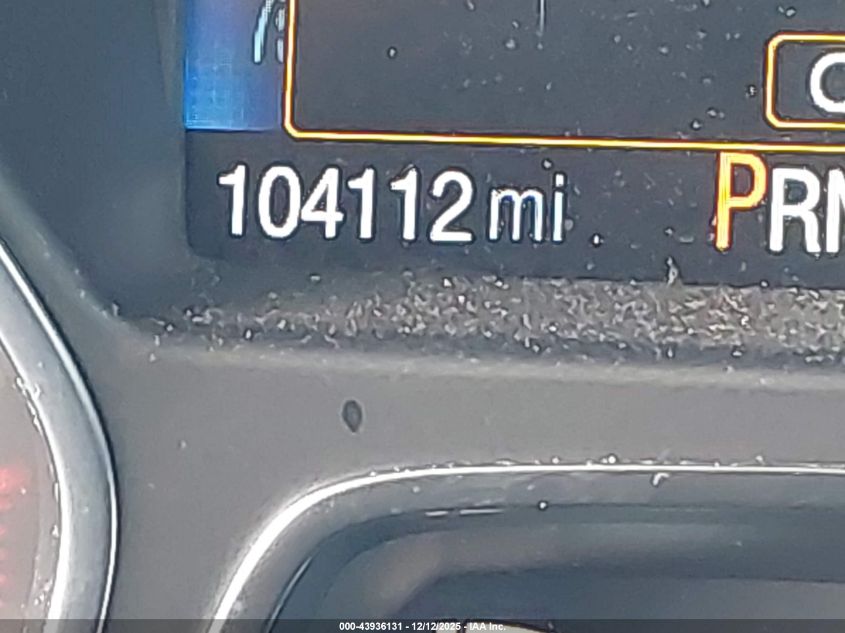 104112 mi PRN
000-43936131 - 12/12/2025 - IAA Inc.